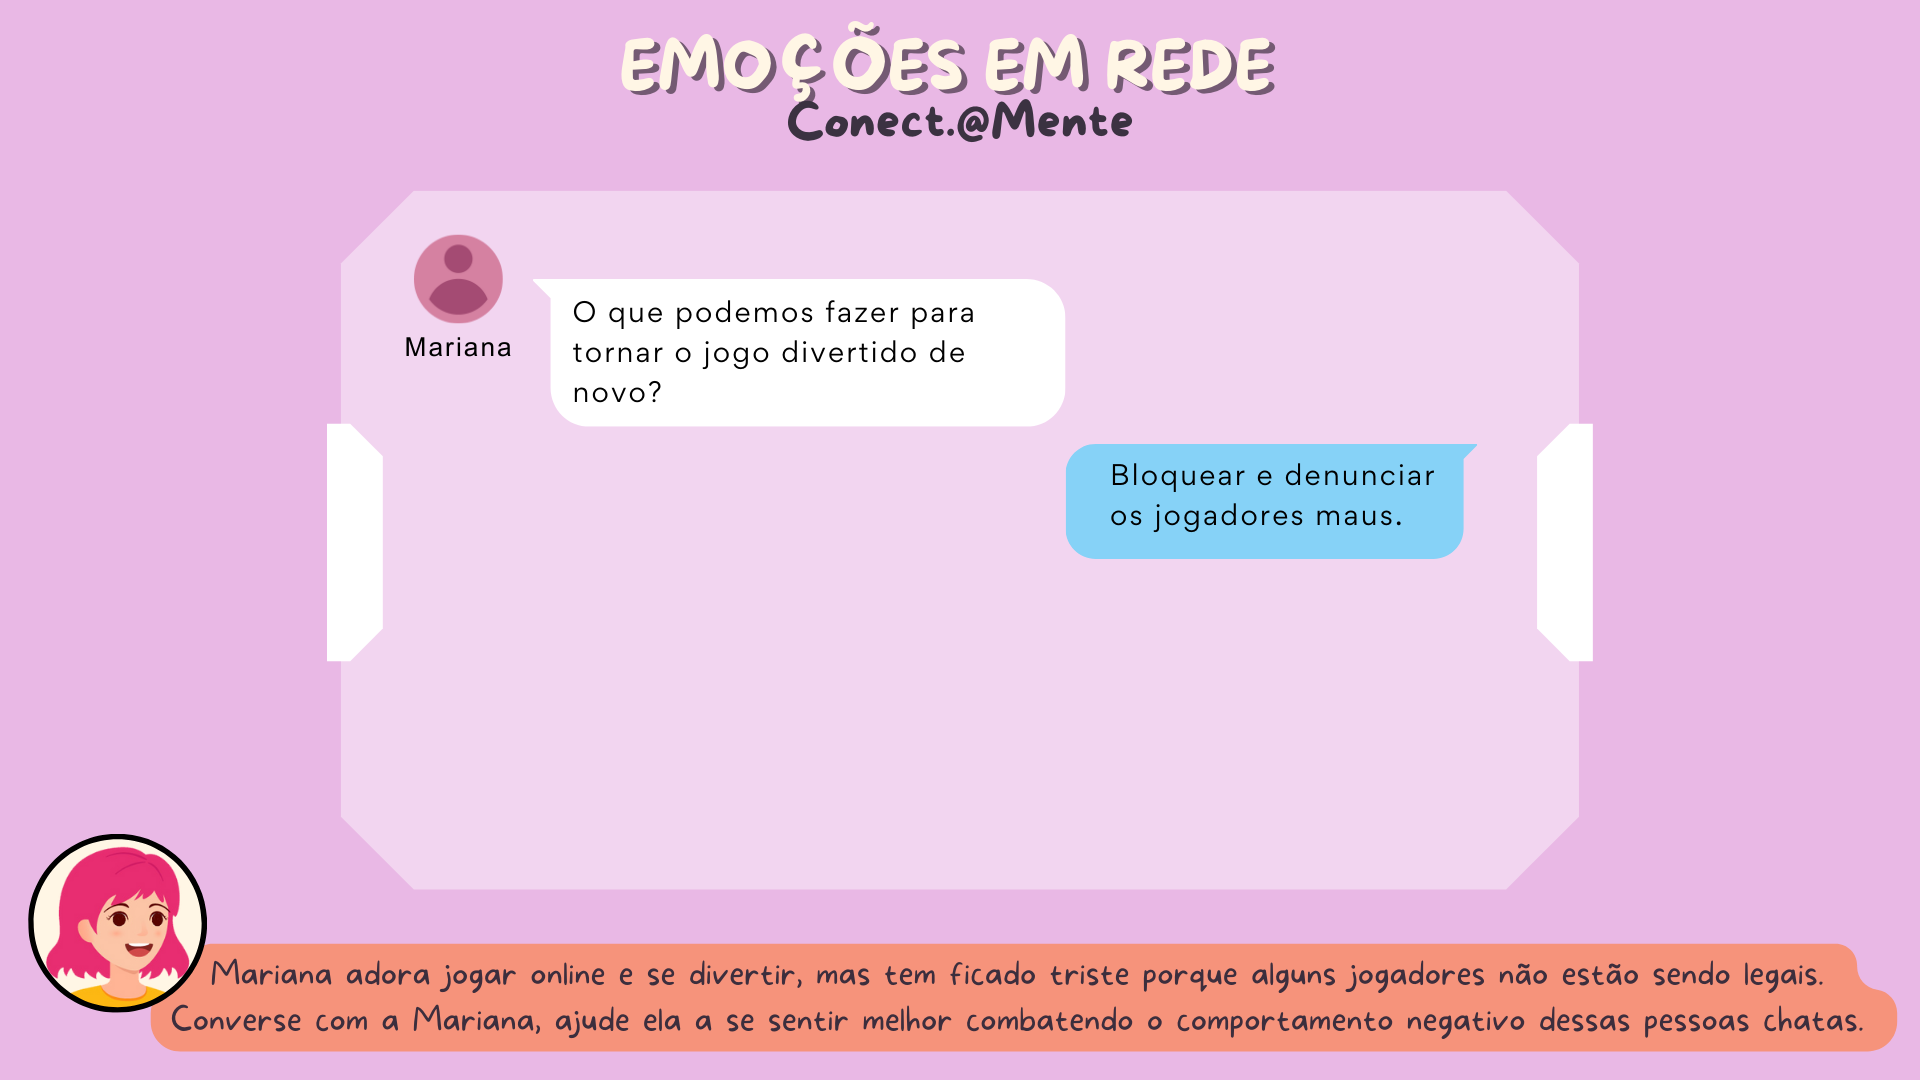 EMOÇÕES EM REDE
Conect.@Mente
O que podemos fazer para
tornar o jogo divertido de
novo?
Mariana
Bloquear e denunciar
os jogadores maus.
Mariana adora jogar online e se divertir, mas tem ficado triste porque alguns jogadores não estão sendo legais.
Converse com a Mariana, ajude ela a se sentir melhor combatendo o comportamento negativo dessas pessoas chatas.